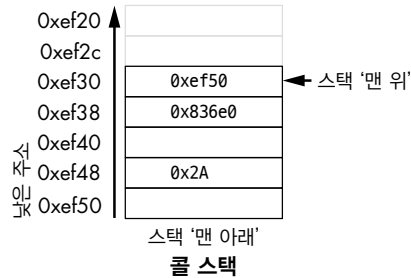 0xef20
0xef2c
0xef30 0xef50 스택 ‘맨 위’
0xef38 0x836e0
0xef40
0xef48 0x2A
0xef50
낮은 주소
스택 ‘맨 아래’
콜 스택